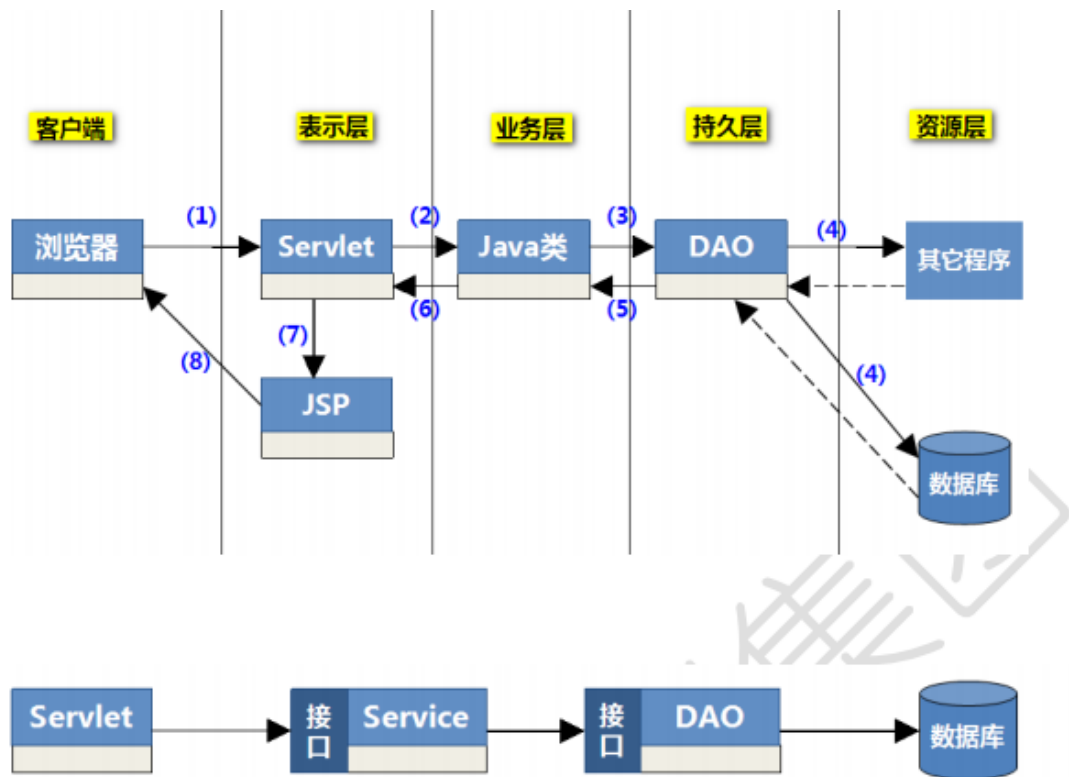 客户端 表示层 业务层 持久层 资源层
(1) (2) (3) (4)
浏览器 Servlet Java类 DAO 其它程序
(6) (5)
(7)
(8) (4)
JSP
数据库
Servlet 接口 Service 接口 DAO 数据库